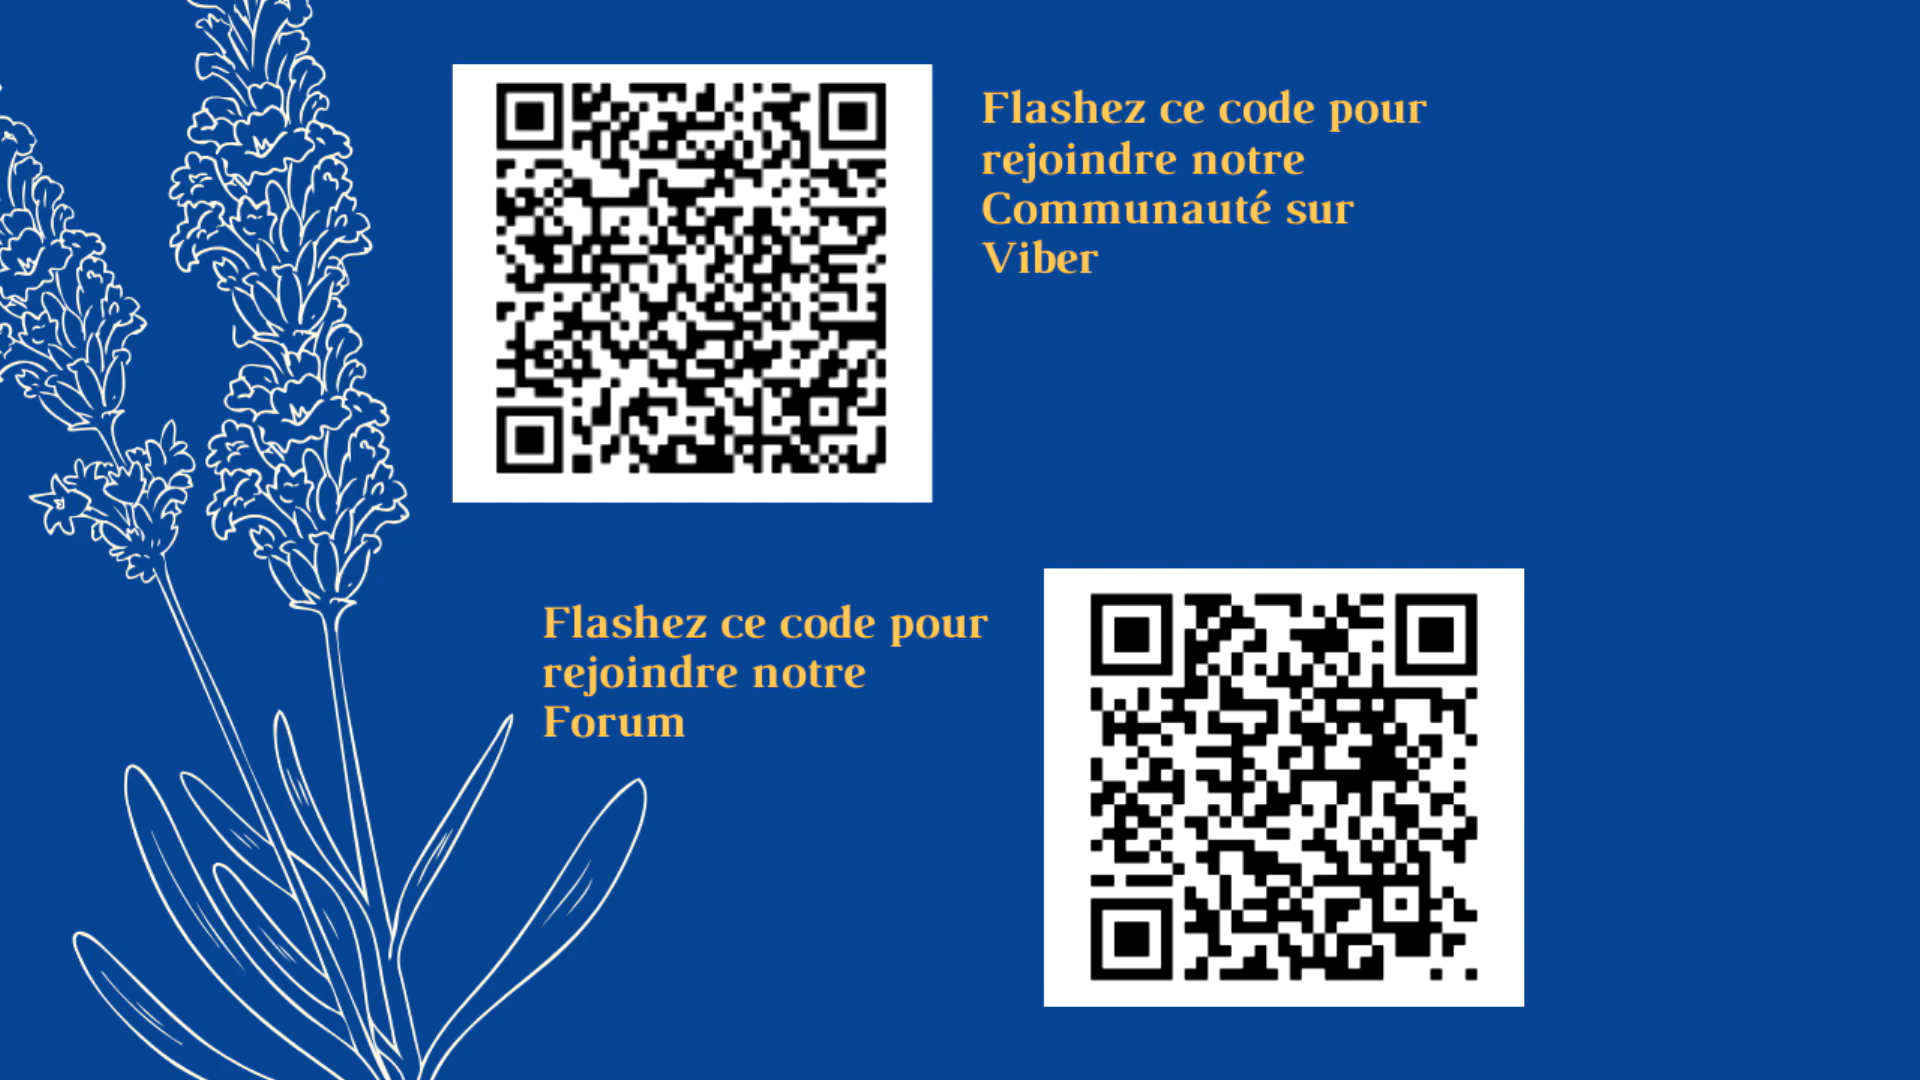 Flashez ce code pour
rejoindre notre
Communauté sur
Viber
Flashez ce code pour
rejoindre notre
Forum